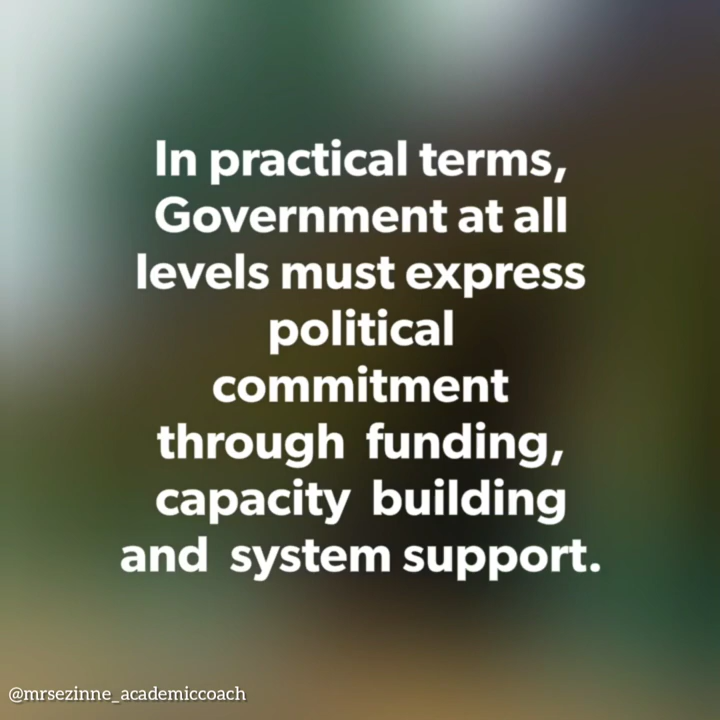 In practical terms,
Government at all
levels must express
political
commitment
through funding,
capacity building
and system support.
@mrsezinne_academiccoach